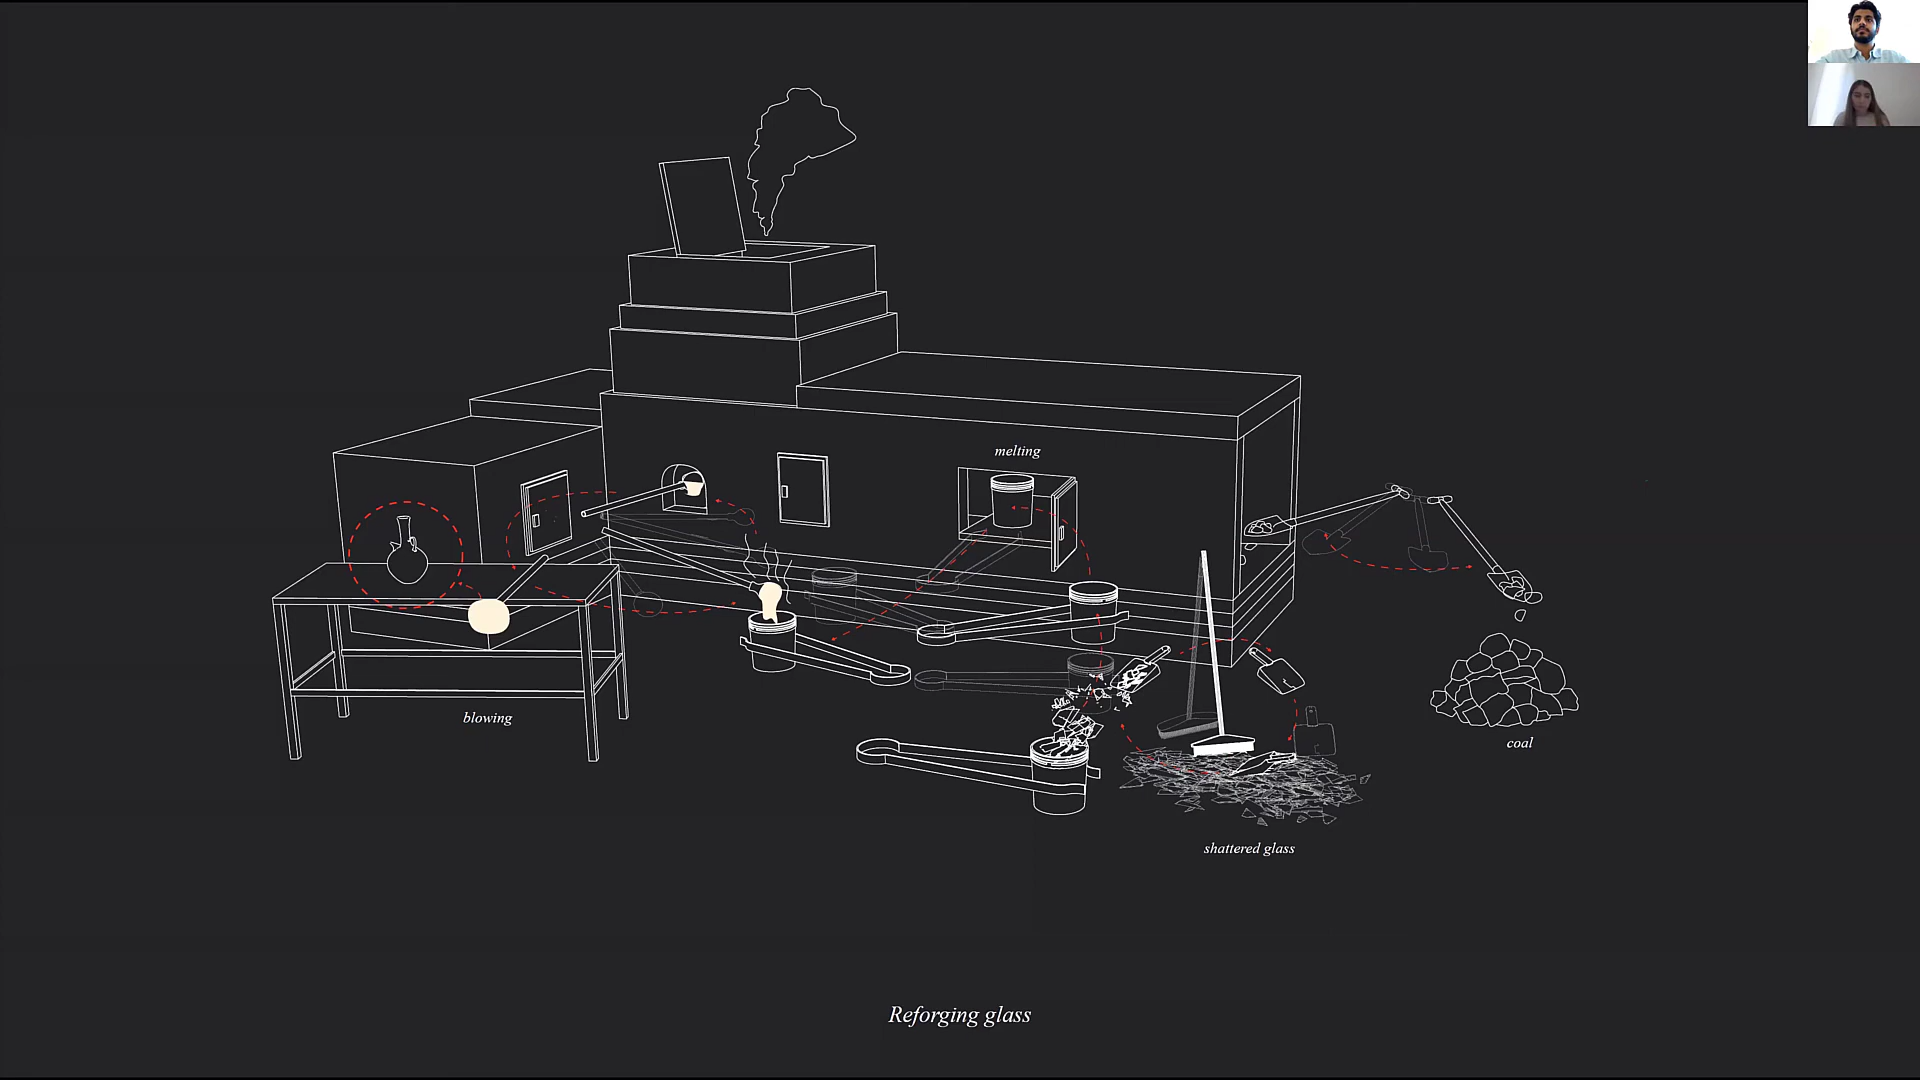 melting
blowing
coal
shattered glass
Reforging glass